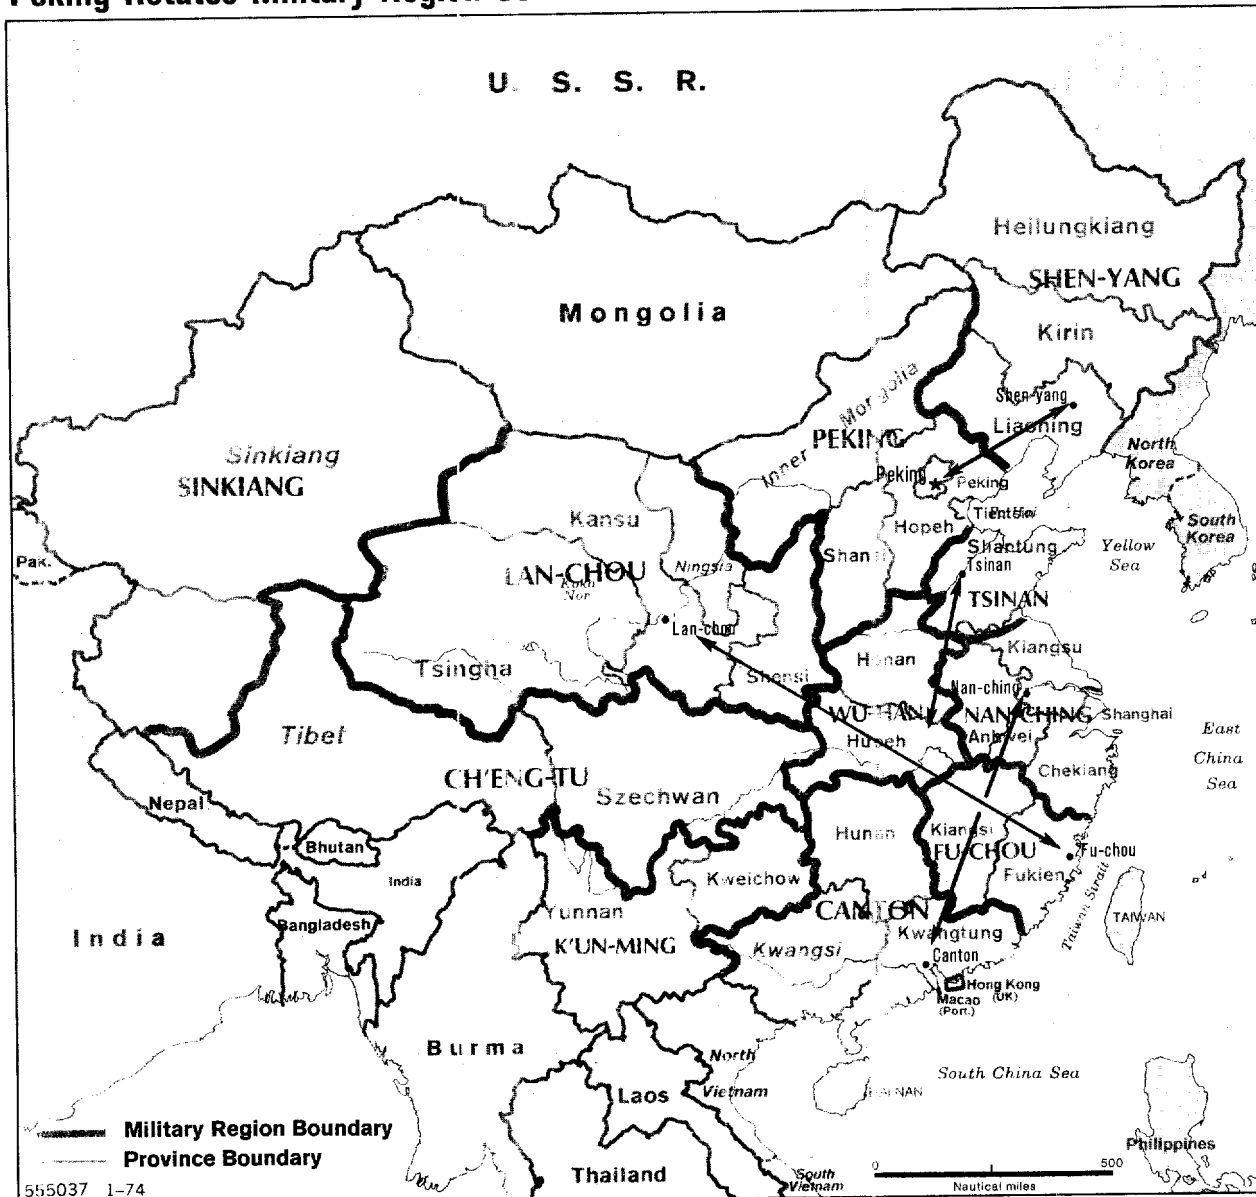 Peking Rotates Military Region
U. S. S. R.
Heilungkiang
SHEN-YANG
Mongolia
Kirin
Inner Mongolia
Shen-yang
Liaoning
Sinkiang
SINKIANG
PEKING
Peking
Peking
North
Korea
Hopeh
Kansu
South
Korea
Yellow
Sea
Shantung
Tsinan
Pak.
LAN-CHOU
Ningsia
Koko
Nor
TSINAN
Lan-chou
Honan
Kiangsu
Tsingha
Shensi
Nan-ching
WU-HAN
NAN-CHING
Shanghai
Tibet
Hupeh
Anhwei
East
China
Sea
CH'ENG-TU
Szechwan
Chekiang
Nepal
Bhutan
Hunan
Kiangsi
FU-CHOU
Fu-chou
India
Kweichow
Fukien
Taiwan Strait
Bangladesh
Yunnan
CANTON
TAIWAN
India
K'UN-MING
Kwangsi
Kwangtung
Canton
Hong Kong
(UK)
Macao
(Port.)
Burma
North
Vietnam
South China Sea
Laos
HAINAN
Military Region Boundary
Province Boundary
Philippines
Thailand
South
Vietnam
0 500
Nautical miles
555037 1-74